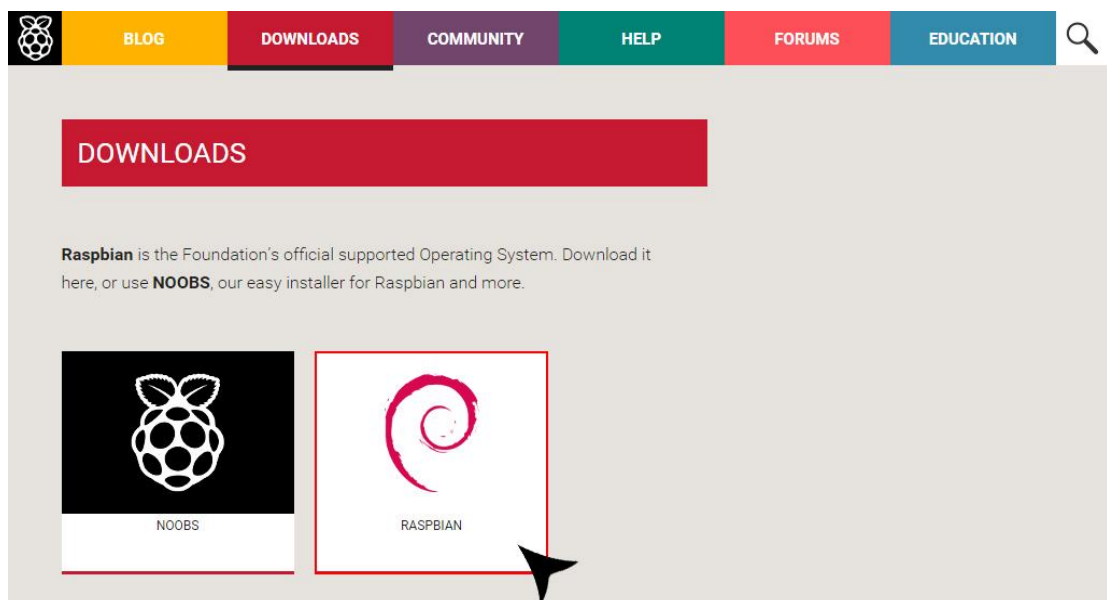 BLOG DOWNLOADS COMMUNITY HELP FORUMS EDUCATION
DOWNLOADS
Raspbian is the Foundation's official supported Operating System. Download it
here, or use NOOBS, our easy installer for Raspbian and more.
NOOBS RASPBIAN